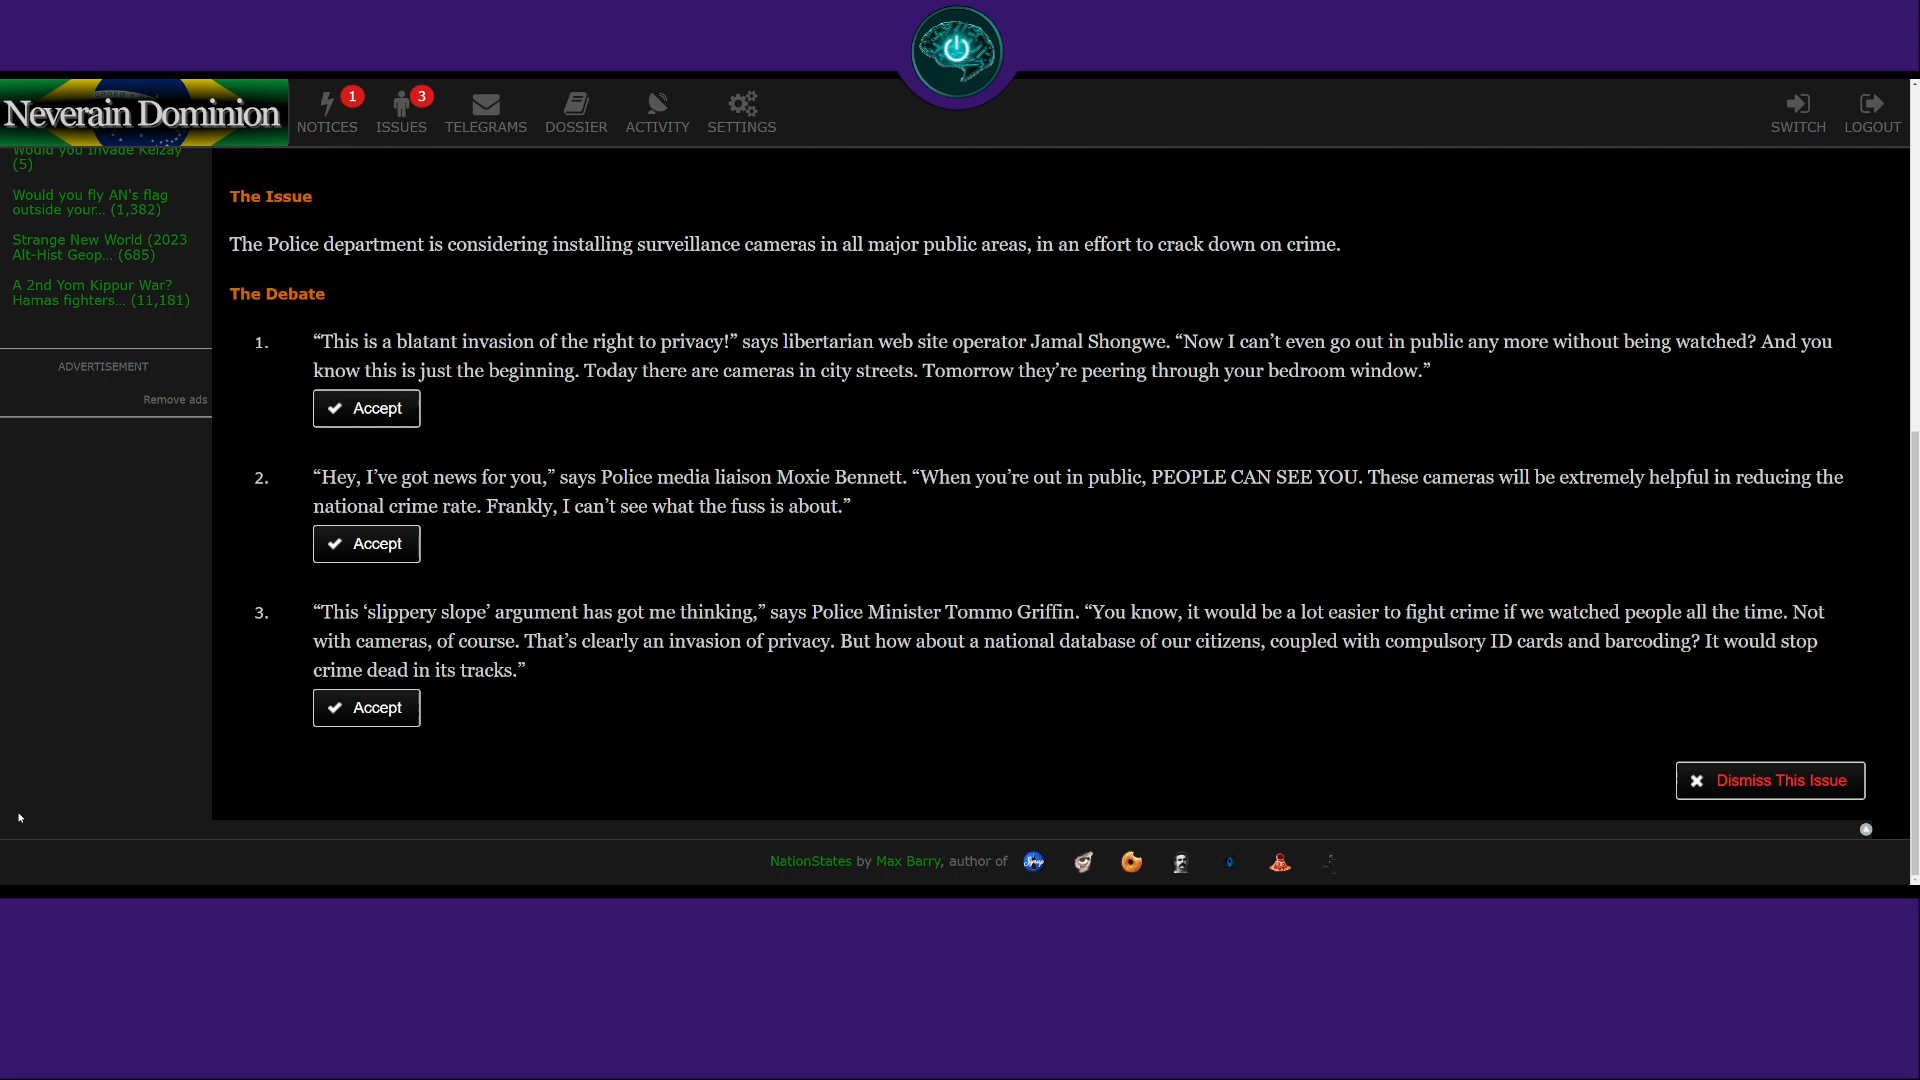 Neverain Dominion
1
NOTICES
3
ISSUES
TELEGRAMS
DOSSIER
ACTIVITY
SETTINGS
SWITCH
LOGOUT
Would you Invade Kelzay
(5)
Would you fly AN's flag
outside your... (1,382)
Strange New World (2023
Alt-Hist Geop... (685)
A 2nd Yom Kippur War?
Hamas fighters... (11,181)
ADVERTISEMENT
Remove ads
The Issue
The Police department is considering installing surveillance cameras in all major public areas, in an effort to crack down on crime.
The Debate
1. “This is a blatant invasion of the right to privacy!” says libertarian web site operator Jamal Shongwe. “Now I can’t even go out in public any more without being watched? And you
know this is just the beginning. Today there are cameras in city streets. Tomorrow they’re peering through your bedroom window.”
Accept
2. “Hey, I’ve got news for you,” says Police media liaison Moxie Bennett. “When you’re out in public, PEOPLE CAN SEE YOU. These cameras will be extremely helpful in reducing the
national crime rate. Frankly, I can’t see what the fuss is about.”
Accept
3. “This ‘slippery slope’ argument has got me thinking,” says Police Minister Tommo Griffin. “You know, it would be a lot easier to fight crime if we watched people all the time. Not
with cameras, of course. That’s clearly an invasion of privacy. But how about a national database of our citizens, coupled with compulsory ID cards and barcoding? It would stop
crime dead in its tracks.”
Accept
Dismiss This Issue
NationStates by Max Barry, author of